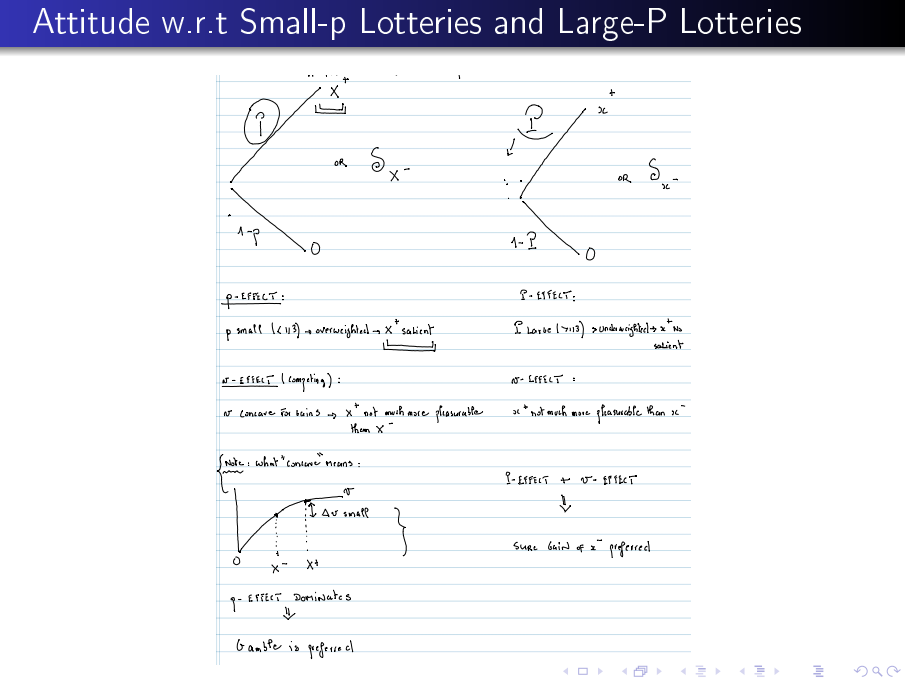 Attitude w.r.t Small-p Lotteries and Large-P Lotteries
X⁺
p
OR δ_X⁻
1-p
0
p-EFFECT:
p small (<1/3) → overweighted → X⁺ salient
v-EFFECT (competing):
v concave for gains → X⁺ not much more pleasurable
than X⁻
Note: what "concave" means:
v
Δv small
0
X⁻ X⁺
p-EFFECT DOMINATES
⇓
Gamble is preferred
x⁺
P
OR δ_x⁻
1-P
0
P-EFFECT:
P Large (>1/3) > underweighted → x⁺ no
salient
v-EFFECT :
x⁺ not much more pleasurable than x⁻
P-EFFECT + v-EFFECT
⇓
SURE GAIN of x⁻ preferred